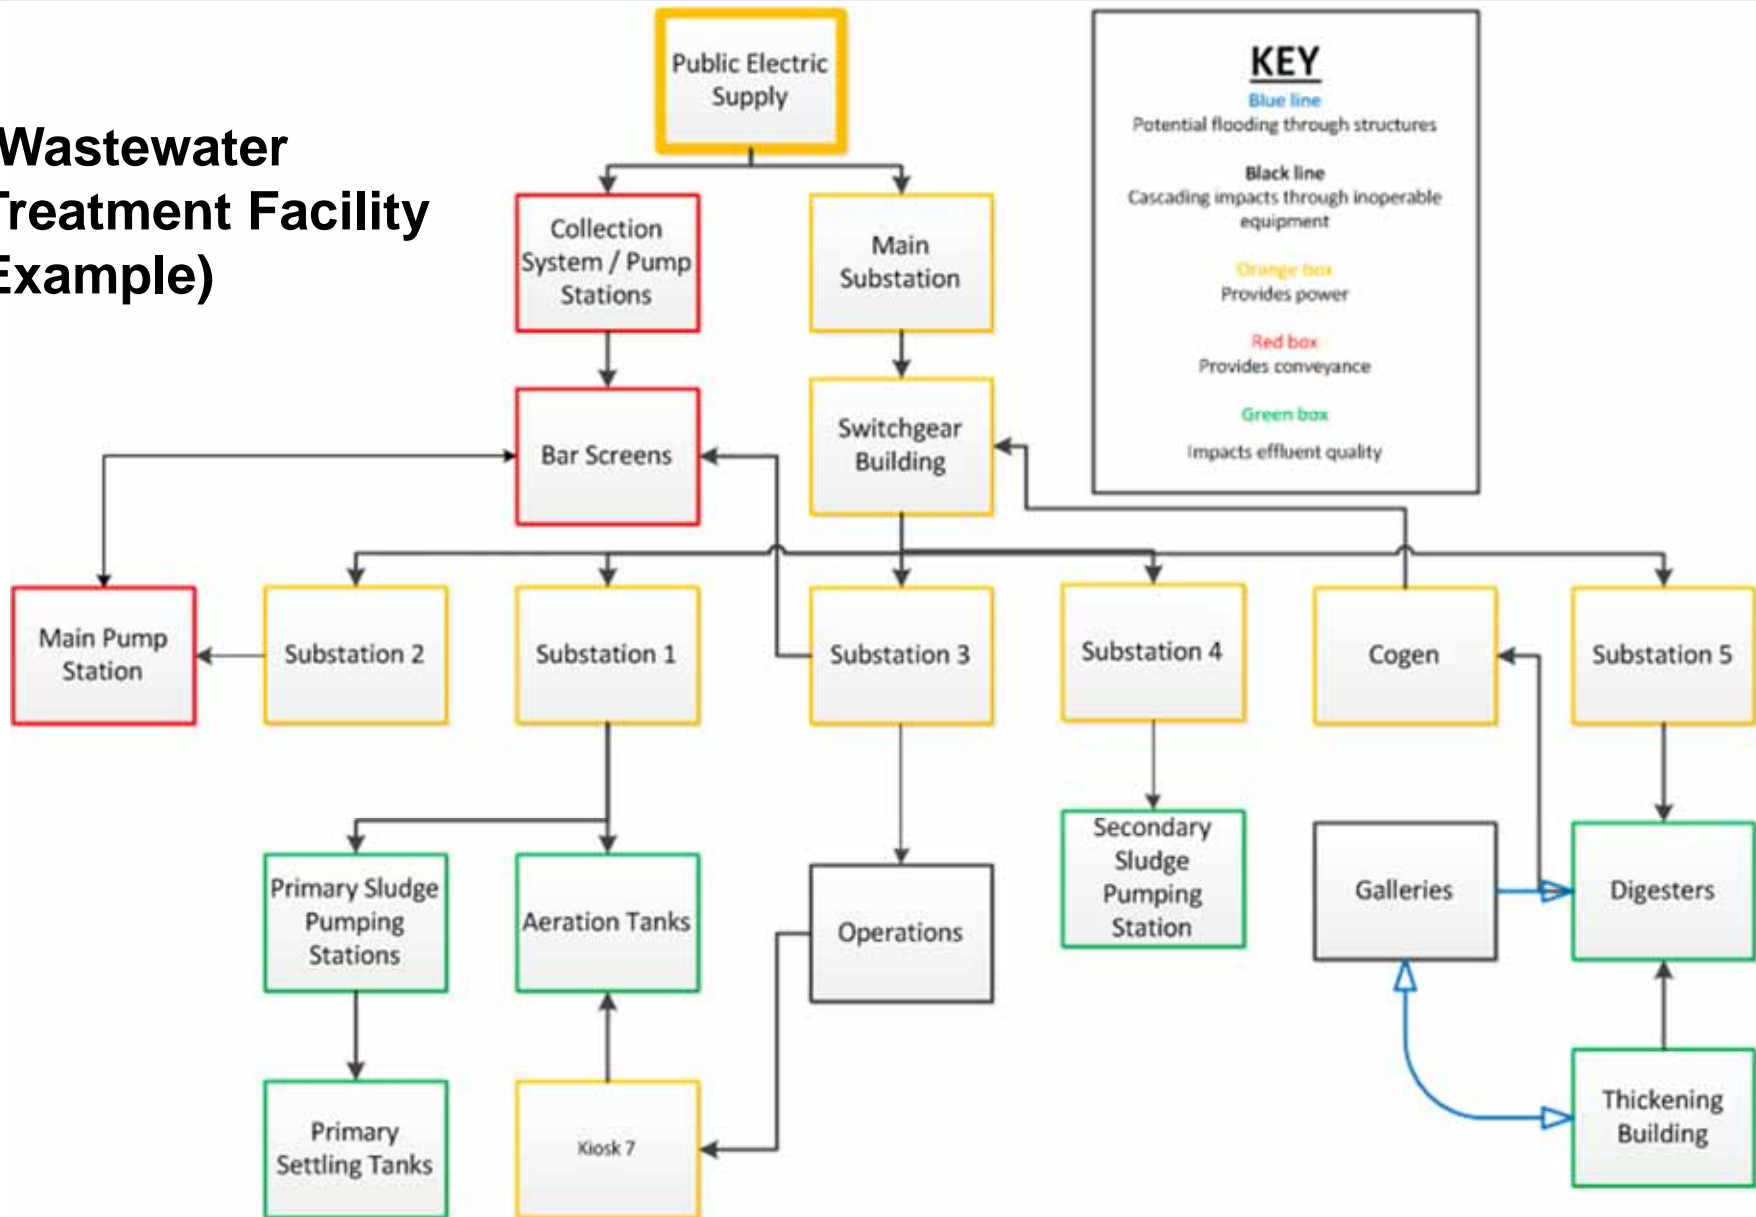 Wastewater
Treatment Facility
Example)
Public Electric
Supply
KEY
Blue line
Potential flooding through structures
Black line
Cascading impacts through inoperable
equipment
Orange box
Provides power
Red box
Provides conveyance
Green box
Impacts effluent quality
Collection
System / Pump
Stations
Main
Substation
Bar Screens
Switchgear
Building
Main Pump
Station
Substation 2
Substation 1
Substation 3
Substation 4
Cogen
Substation 5
Primary Sludge
Pumping
Stations
Aeration Tanks
Operations
Secondary
Sludge
Pumping
Station
Galleries
Digesters
Primary
Settling Tanks
Kiosk 7
Thickening
Building